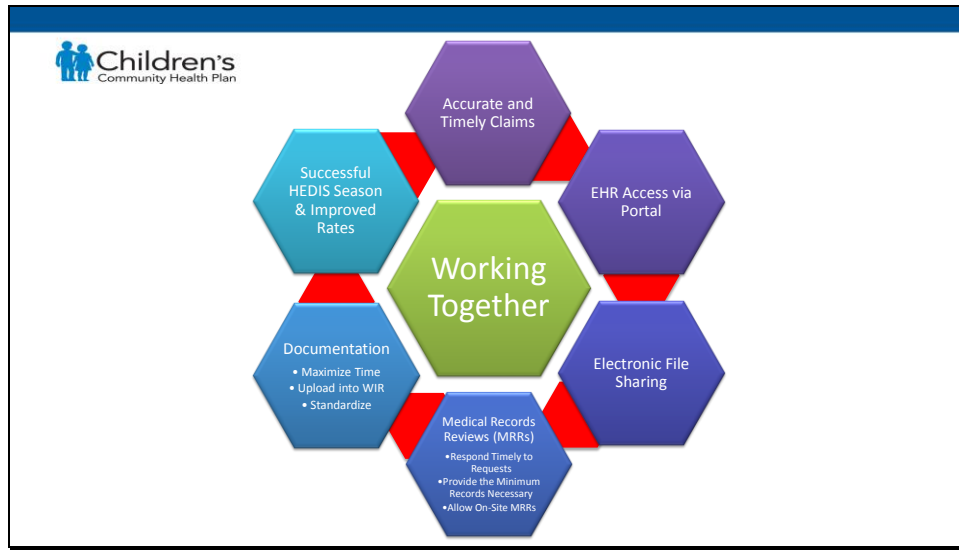 Children's
Community Health Plan
Accurate and
Timely Claims
EHR Access via
Portal
Electronic File
Sharing
Medical Records
Reviews (MRRs)
•Respond Timely to
Requests
•Provide the Minimum
Records Necessary
•Allow On-Site MRRs
Documentation
• Maximize Time
• Upload into WIR
• Standardize
Successful
HEDIS Season
& Improved
Rates
Working
Together